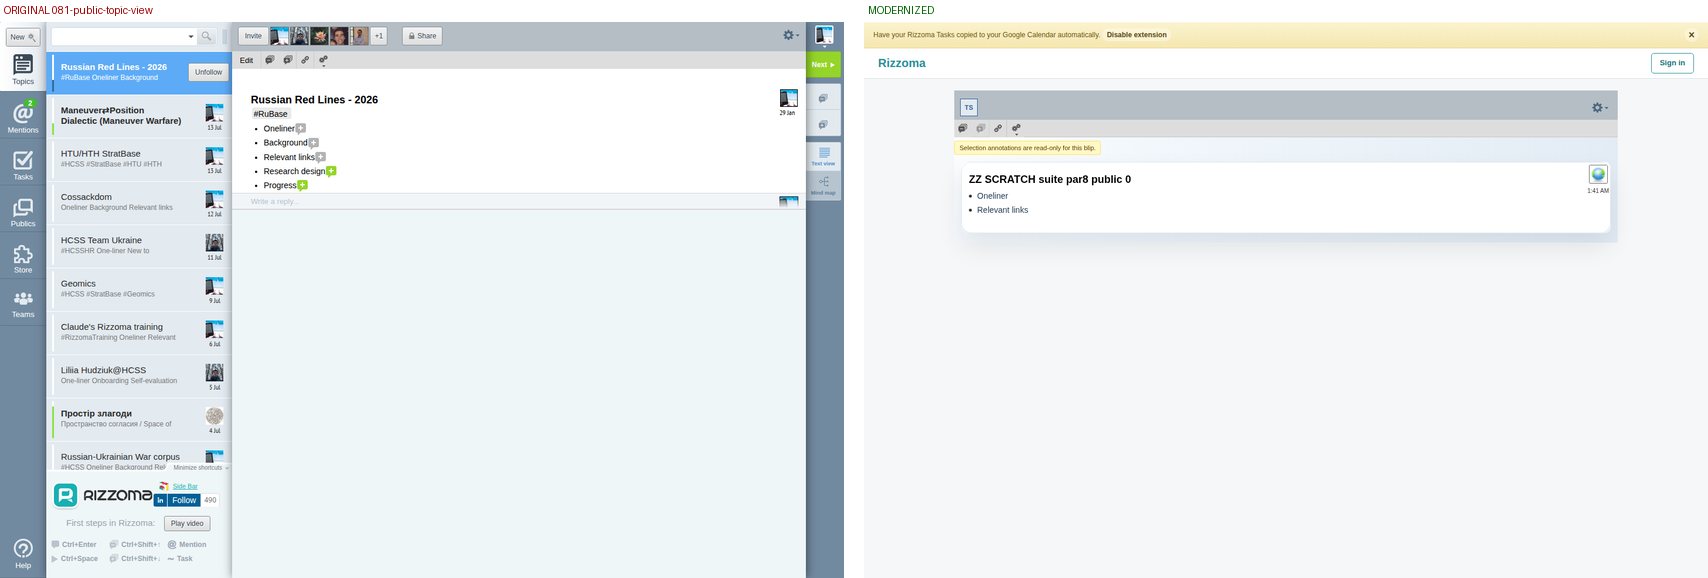 ORIGINAL 081-public-topic-view
MODERNIZED
New
Topics
2
Mentions
Tasks
Publics
Store
Teams
Help
Russian Red Lines - 2026
#RuBase Oneliner Background
Unfollow
Maneuver⇄Position
Dialectic (Maneuver Warfare)
13 Jul
HTU/HTH StratBase
#HCSS #StratBase #HTU #HTH
13 Jul
Cossackdom
Oneliner Background Relevant links
12 Jul
HCSS Team Ukraine
#HCSSHR One-liner New to
11 Jul
Geomics
#HCSS #StratBase #Geomics
9 Jul
Claude's Rizzoma training
#RizzomaTraining Oneliner Relevant
6 Jul
Liliia Hudziuk@HCSS
One-liner Onboarding Self-evaluation
5 Jul
Простір злагоди
Пространство согласия / Space of
4 Jul
Russian-Ukrainian War corpus
#HCSS Oneliner Background Rel
Minimize shortcuts
RIZZOMA
Side Bar
in Follow 490
First steps in Rizzoma:
Play video
Ctrl+Enter
Ctrl+Shift+↑
@ Mention
Ctrl+Space
Ctrl+Shift+↓
~ Task
Invite
+1
Share
Edit
Russian Red Lines - 2026
29 Jan
#RuBase
• Oneliner
• Background
• Relevant links
• Research design
• Progress
Write a reply...
Next
Text view
Mind map
Have your Rizzoma Tasks copied to your Google Calendar automatically. Disable extension
×
Rizzoma
Sign in
TS
Selection annotations are read-only for this blip.
ZZ SCRATCH suite par8 public 0
1:41 AM
• Oneliner
• Relevant links